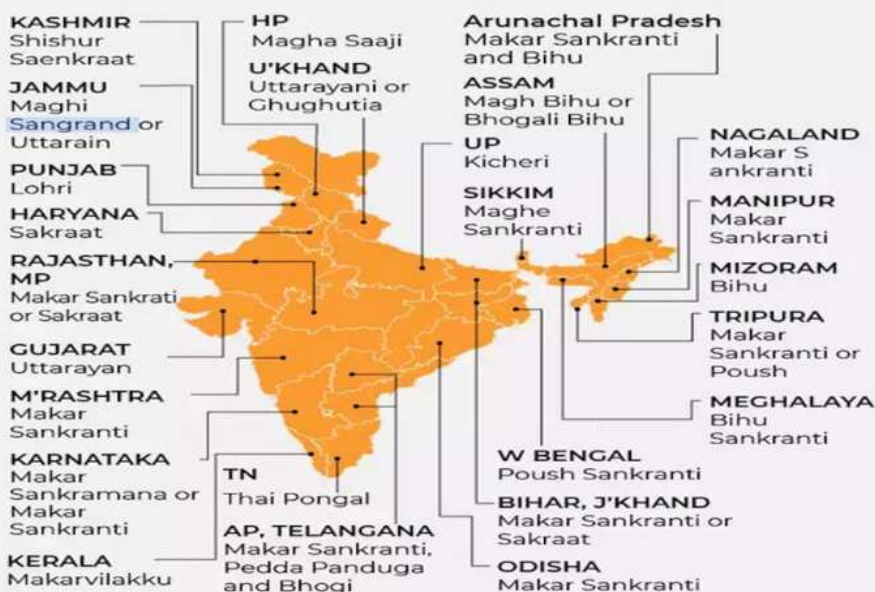 KASHMIR
Shishur
Saenkraat
JAMMU
Maghi
Sangrand or
Uttarain
PUNJAB
Lohri
HARYANA
Sakraat
RAJASTHAN,
MP
Makar Sankrati
or Sakraat
GUJARAT
Uttarayan
M'RASHTRA
Makar
Sankranti
KARNATAKA
Makar
Sankramana or
Makar
Sankranti
KERALA
Makarvilakku
HP
Magha Saaji
U'KHAND
Uttarayani or
Ghughutia
TN
Thai Pongal
AP, TELANGANA
Makar Sankranti,
Pedda Panduga
and Bhogi
UP
Kicheri
SIKKIM
Maghe
Sankranti
Arunachal Pradesh
Makar Sankranti
and Bihu
ASSAM
Magh Bihu or
Bhogali Bihu
NAGALAND
Makar S
ankranti
MANIPUR
Makar
Sankranti
MIZORAM
Bihu
TRIPURA
Makar
Sankranti or
Poush
MEGHALAYA
Bihu
Sankranti
W BENGAL
Poush Sankranti
BIHAR, J'KHAND
Makar Sankranti or
Sakraat
ODISHA
Makar Sankranti